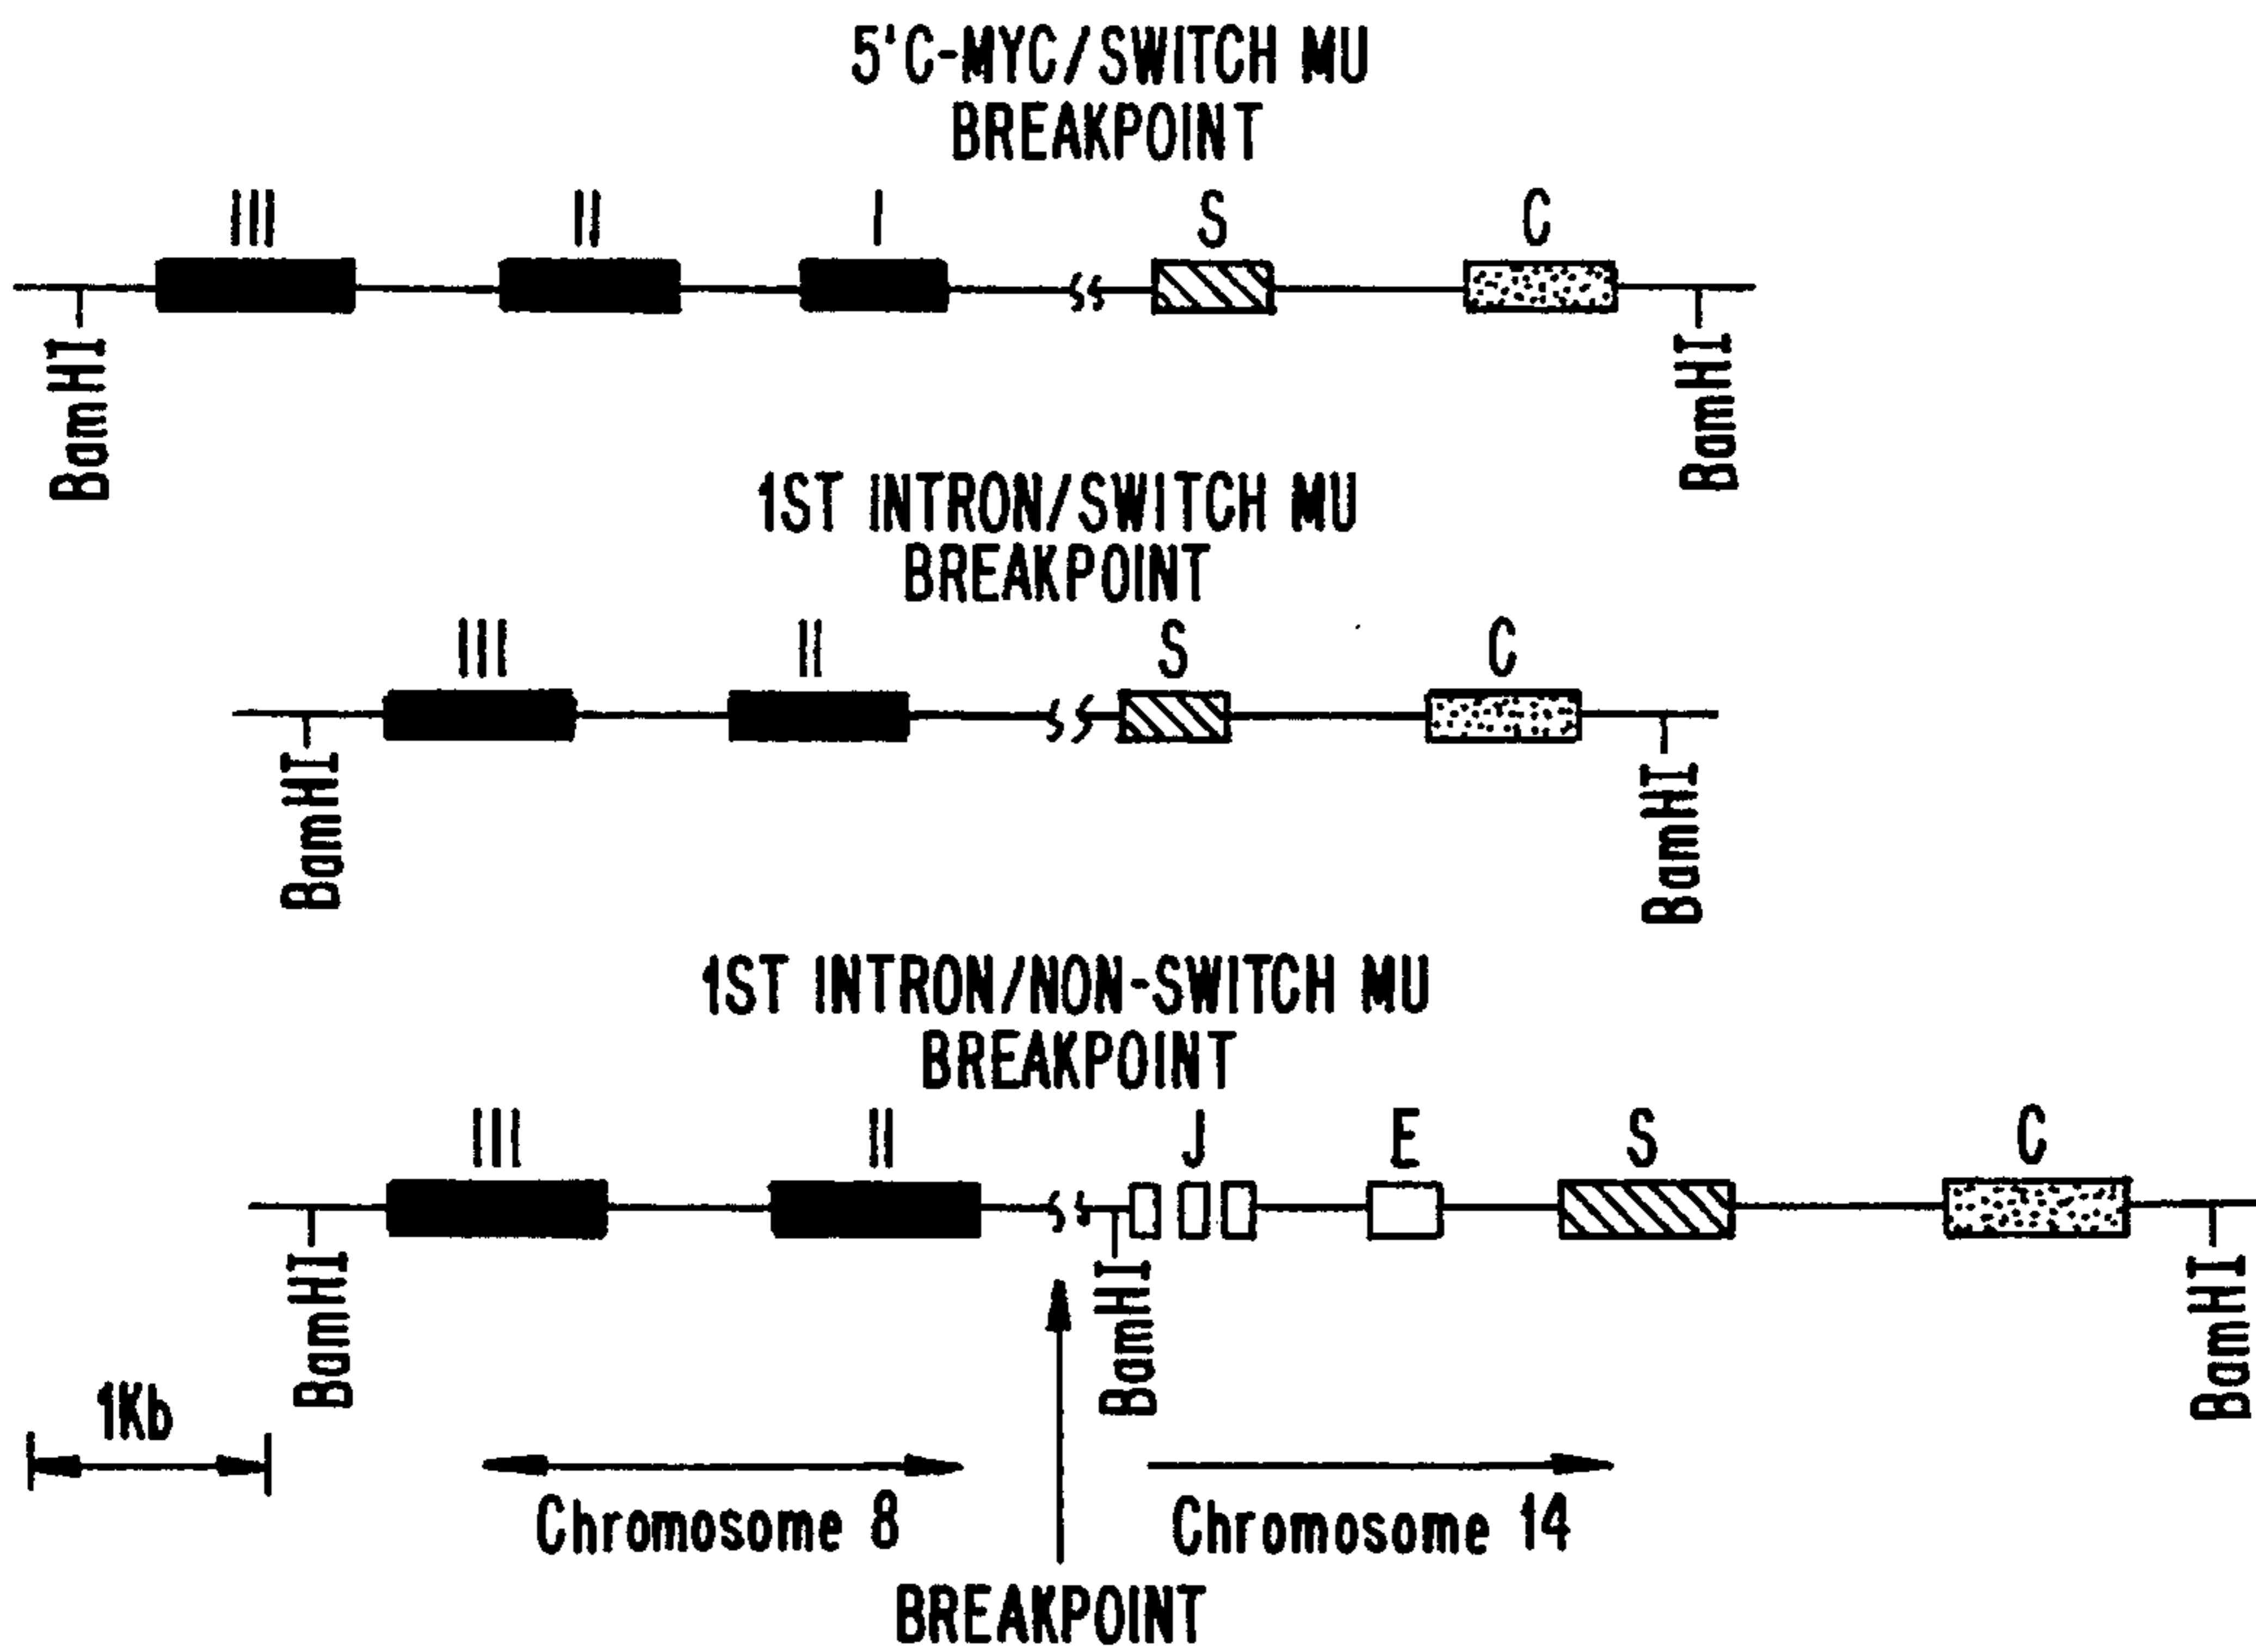 5'C-MYC/SWITCH MU
BREAKPOINT
III II I S C
BamHI BamHI
1ST INTRON/SWITCH MU
BREAKPOINT
III II S C
BamHI BamHI
1ST INTRON/NON-SWITCH MU
BREAKPOINT
III II J E S C
BamHI BamHI BamHI
1Kb
Chromosome 8 Chromosome 14
BREAKPOINT